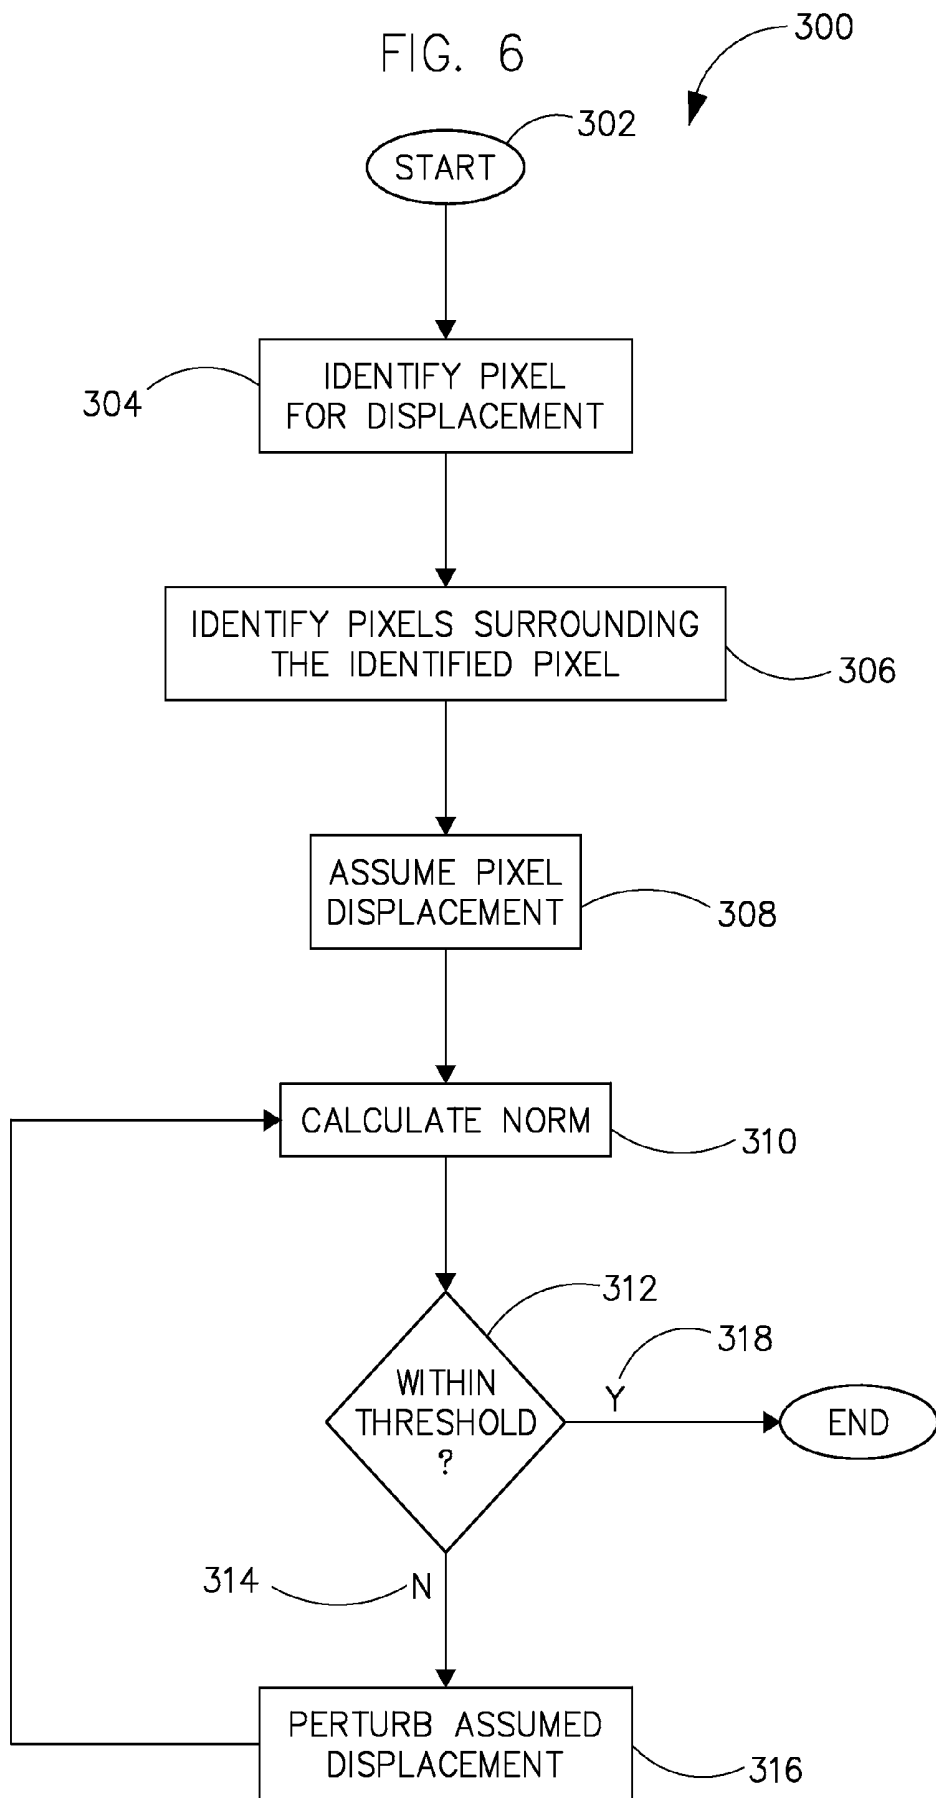 FIG. 6
300
302
START
IDENTIFY PIXEL
FOR DISPLACEMENT
304
IDENTIFY PIXELS SURROUNDING
THE IDENTIFIED PIXEL
306
ASSUME PIXEL
DISPLACEMENT
308
CALCULATE NORM
310
312
WITHIN
THRESHOLD
?
318
Y
END
314
N
PERTURB ASSUMED
DISPLACEMENT
316